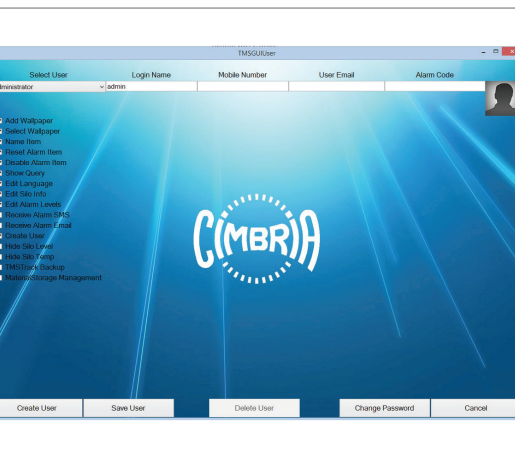 TMSGUIUser
Select User Login Name Mobile Number User Email Alarm Code
dministrator admin
Add Wallpaper
Select Wallpaper
Name Item
Reset Alarm Item
Disable Alarm Item
Show Query
Edit Language
Edit Silo Info
Edit Alarm Levels
Receive Alarm SMS
Receive Alarm Email
Create User
Hide Silo Level
Hide Silo Temp
TMSTrack Backup
MaterialStorage Management
CIMBRIA
Create User Save User Delete User Change Password Cancel